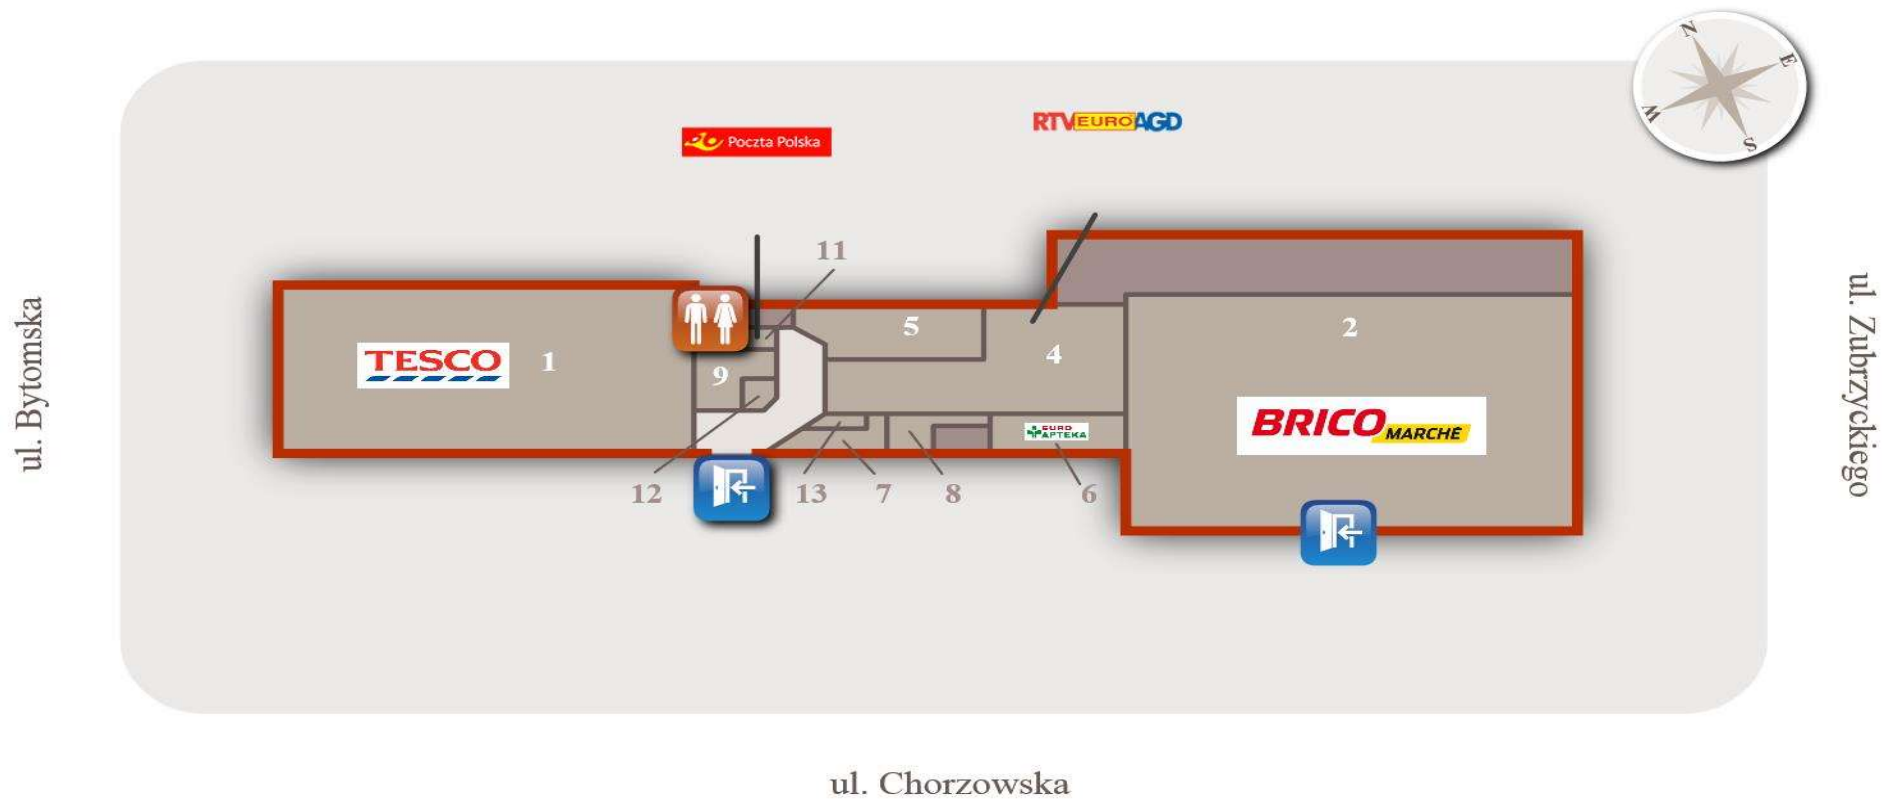 N
E
W
S
RTV EURO AGD
Poczta Polska
11
5
2
4
TESCO
1
9
BRICO
MARCHÉ
EURO
APTEKA
12
13
7
8
6
ul. Bytomska
ul. Zubrzyckiego
ul. Chorzowska